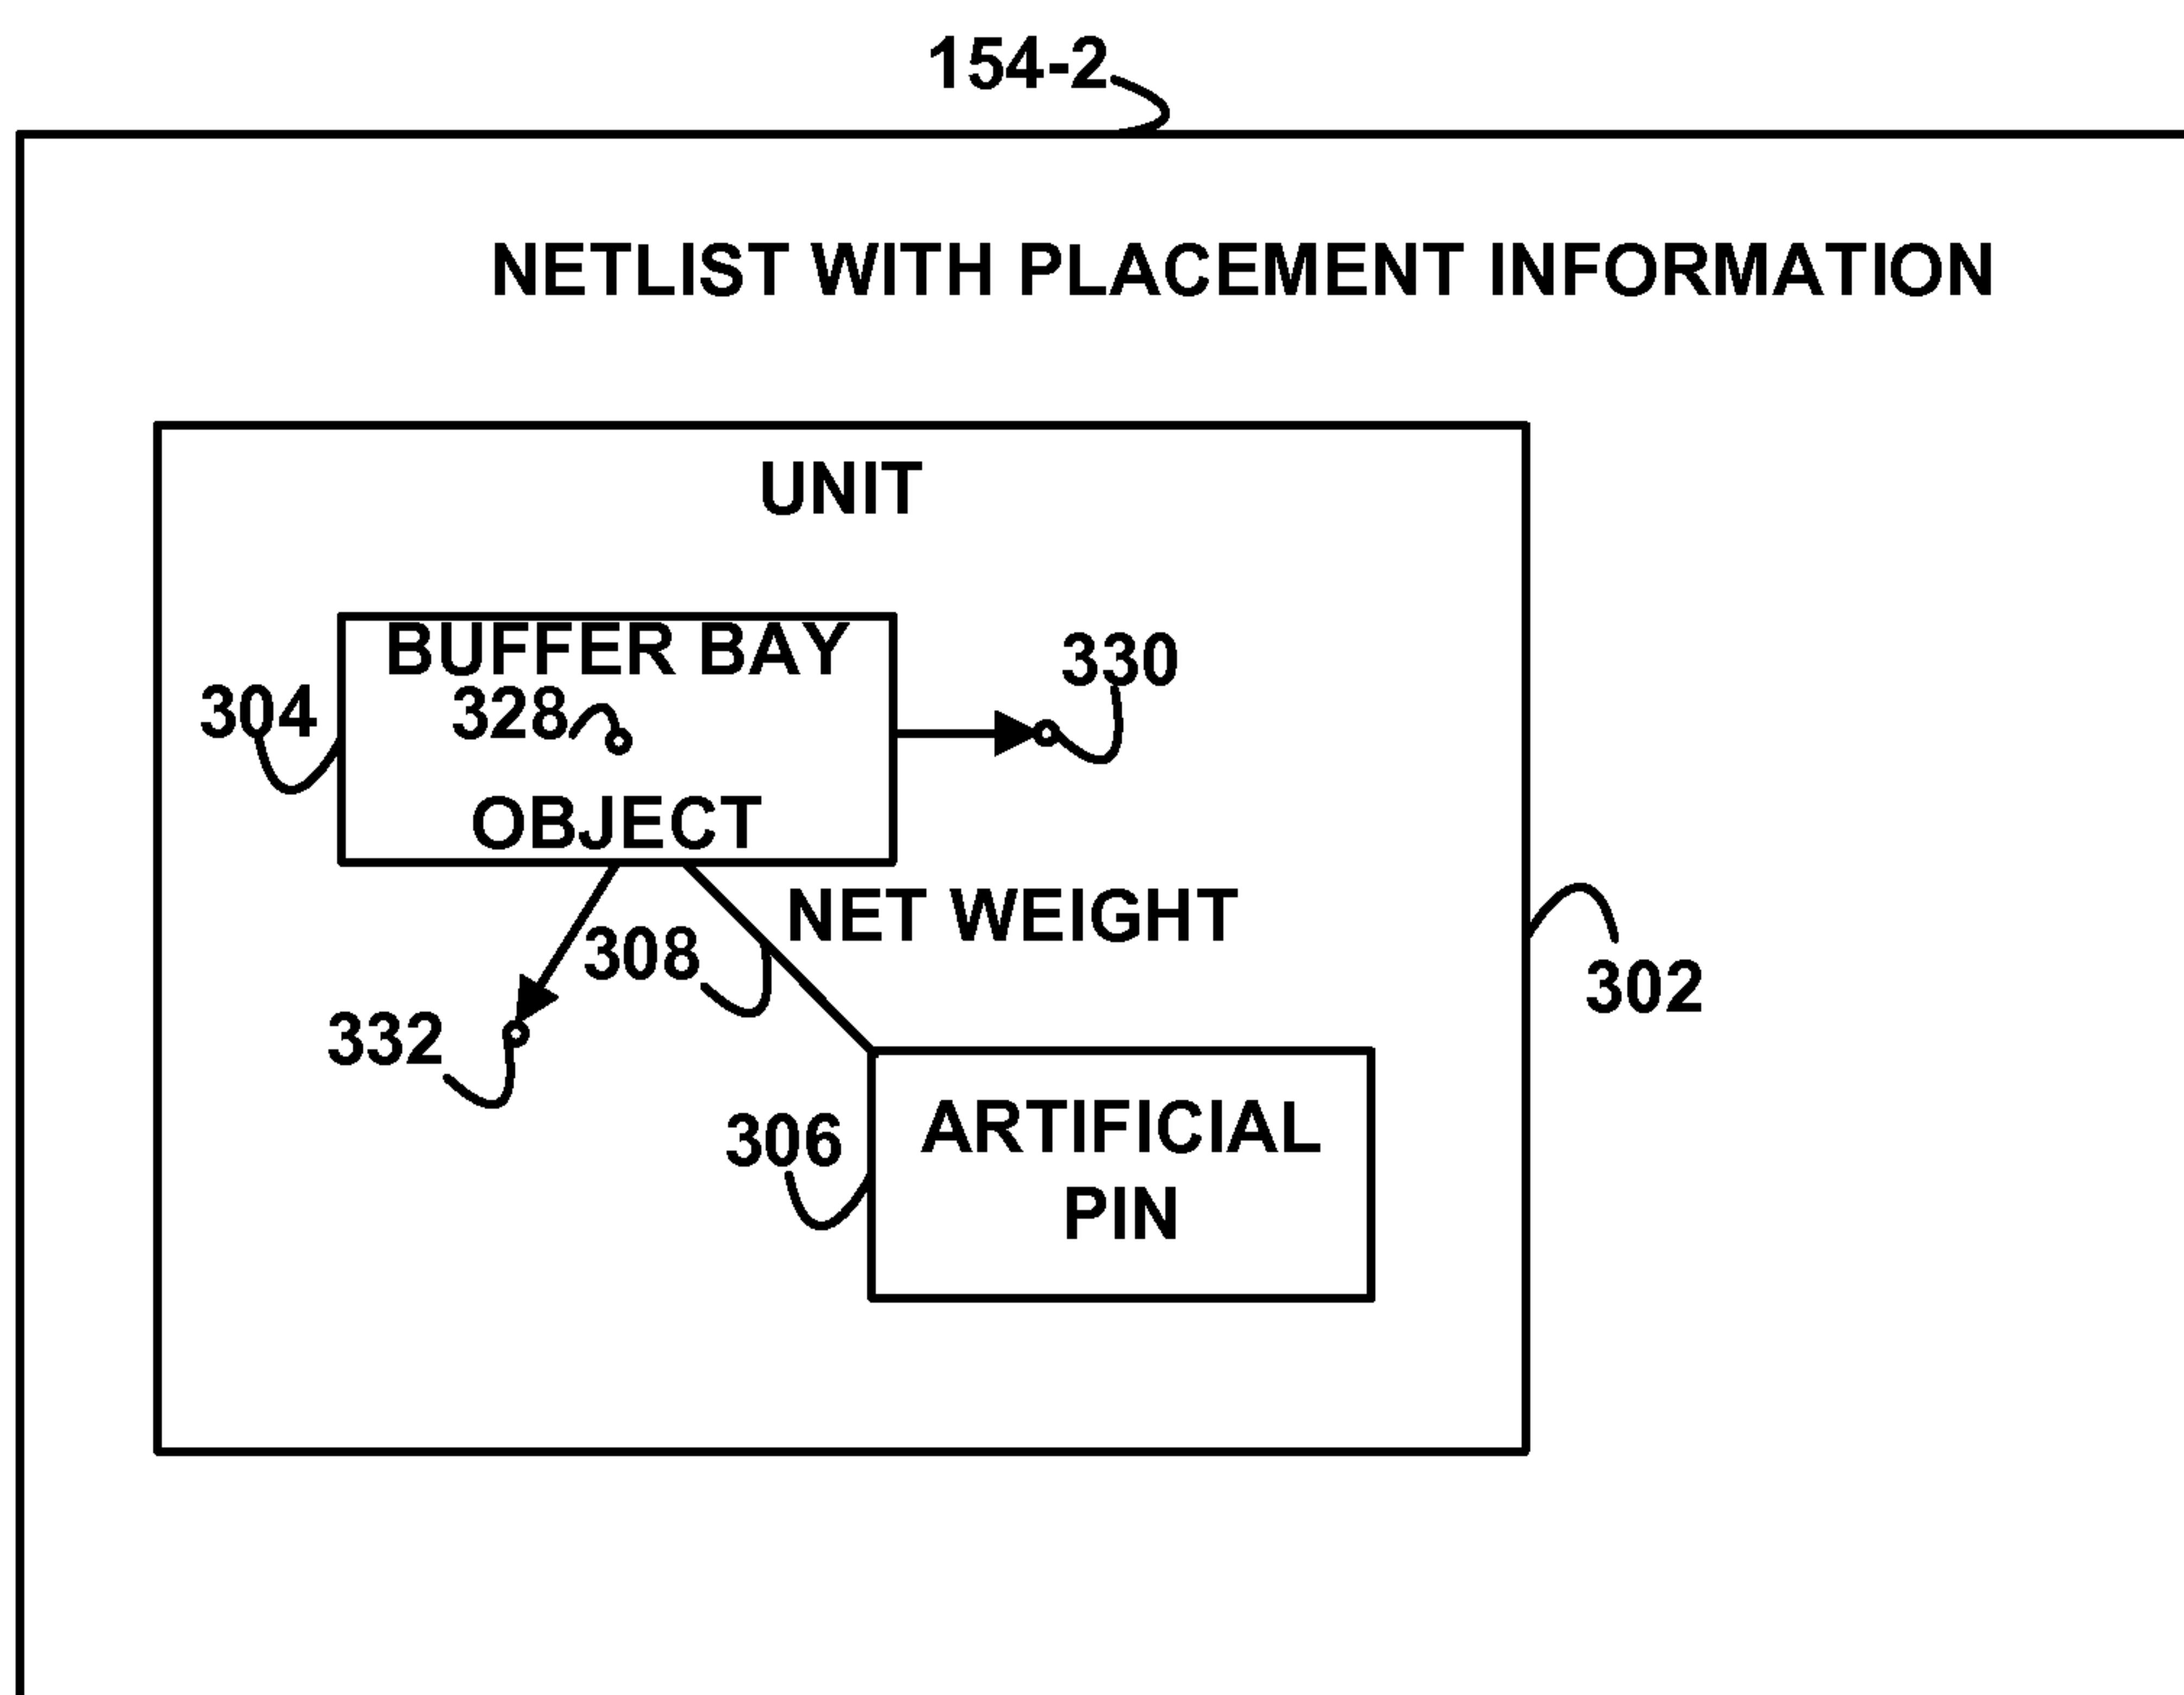 154-2
NETLIST WITH PLACEMENT INFORMATION
UNIT
BUFFER BAY
330
304
328
OBJECT
NET WEIGHT
308
302
332
306
ARTIFICIAL
PIN